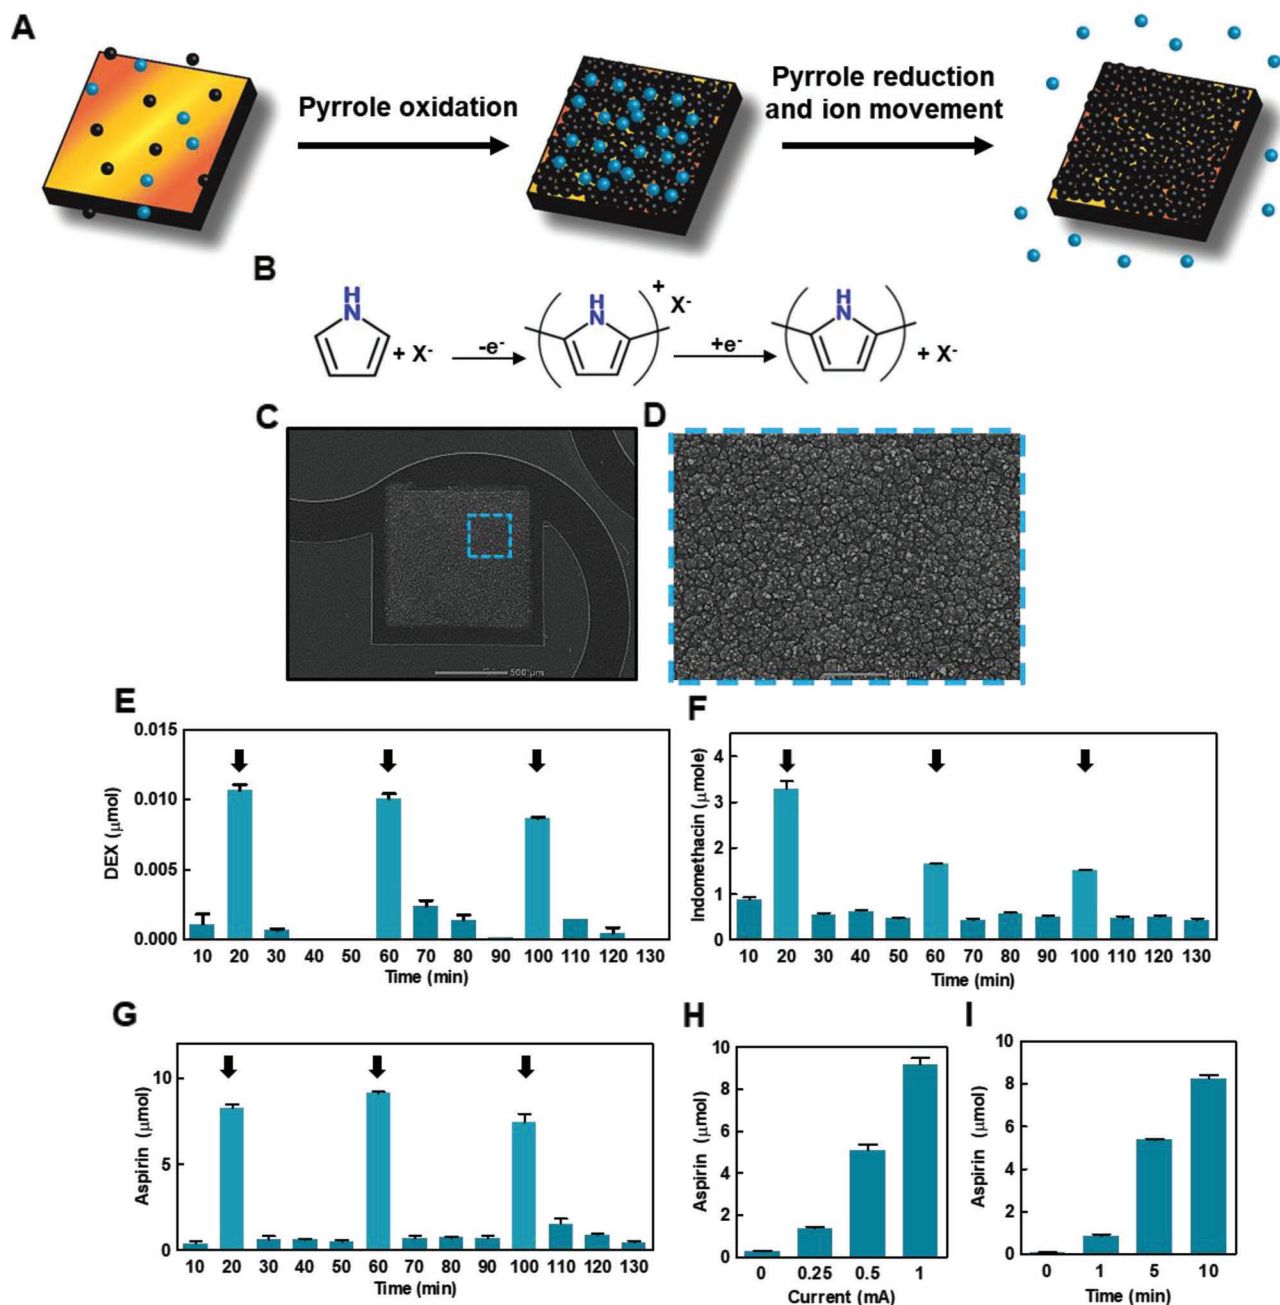 A
Pyrrole oxidation
Pyrrole reduction
and ion movement
B
H
N
+ X-
-e-
H
N
+
X-
+e-
H
N
+ X-
C
500 µm
D
50 µm
E
DEX (µmol)
0.015
0.010
0.005
0.000
10 20 30 40 50 60 70 80 90 100 110 120 130
Time (min)
F
Indomethacin (µmole)
4
3
2
1
0
10 20 30 40 50 60 70 80 90 100 110 120 130
Time (min)
G
Aspirin (µmol)
10
5
0
10 20 30 40 50 60 70 80 90 100 110 120 130
Time (min)
H
Aspirin (µmol)
10
8
6
4
2
0
0 0.25 0.5 1
Current (mA)
I
Aspirin (µmol)
10
8
6
4
2
0
0 1 5 10
Time (min)